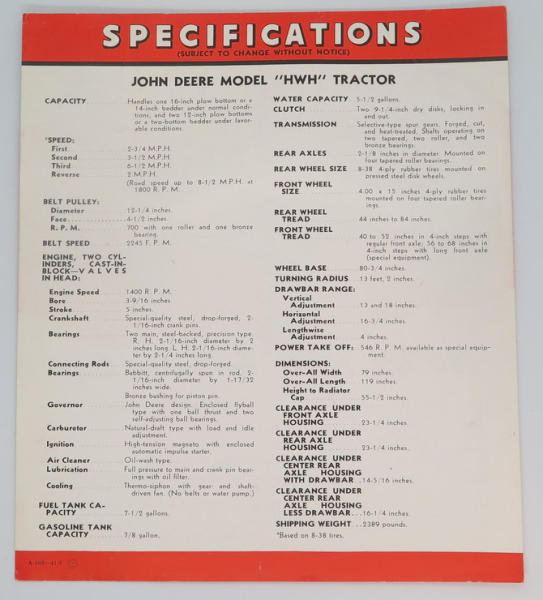 SPECIFICATIONS
(SUBJECT TO CHANGE WITHOUT NOTICE)
JOHN DEERE MODEL "HWH" TRACTOR
CAPACITY Handles one 16-inch plow bottom or a
14-inch bedder under normal condi-
tions, and two 12-inch plow bottoms
or a two-bottom bedder under favor-
able conditions.
*SPEED:
First 2-3/4 M.P.H.
Second 3-1/2 M.P.H.
Third 6-1/2 M.P.H.
Reverse 2 M.P.H.
(Road speed up to 8-1/2 M.P.H. at
1800 R.P.M.
BELT PULLEY:
Diameter 12-1/4 inches.
Face 4-1/2 inches.
R. P. M. 700 with one roller and one bronze
bearing.
BELT SPEED 2245 F. P. M.
ENGINE, TWO CYL-
INDERS, CAST-IN-
BLOCK—VALVES
IN HEAD:
Engine Speed 1400 R. P. M.
Bore 3-9/16 inches.
Stroke 5 inches.
Crankshaft Special-quality steel, drop-forged, 2-
1/16-inch crank pins.
Bearings Two main, steel-backed, precision type.
R. H. 2-1/16-inch diameter by 2
inches long. L. H. 2-1/16-inch diame-
ter by 2-1/4 inches long.
Connecting Rods Special-quality steel, drop-forged.
Bearings Babbitt, centrifugally spun in rod, 2-
1/16-inch diameter by 1-17/32
inches wide.
Bronze bushing for piston pin.
Governor John Deere design. Enclosed flyball
type with one ball thrust and two
self-adjusting ball bearings.
Carburetor Natural-draft type with load and idle
adjustment.
Ignition High-tension magneto with enclosed
automatic impulse starter.
Air Cleaner Oil-wash type.
Lubrication Full pressure to main and crank pin bear-
ings with oil filter.
Cooling Thermo-siphon with gear- and shaft-
driven fan. (No belts or water pump.)
FUEL TANK CA-
PACITY 7-1/2 gallons.
GASOLINE TANK
CAPACITY 7/8 gallon.
WATER CAPACITY 5-1/2 gallons.
CLUTCH Two 9-1/4-inch dry disks, locking in
and out.
TRANSMISSION Selective-type spur gears. Forged, cut,
and heat-treated. Shafts operating on
two tapered, two roller, and two
bronze bearings.
REAR AXLES 2-1/8 inches in diameter. Mounted on
four tapered roller bearings.
REAR WHEEL SIZE 8-38 4-ply rubber tires mounted on
pressed steel disk wheels.
FRONT WHEEL
SIZE 4.00 x 15 inches 4-ply rubber tires
mounted on four tapered roller bear-
ings.
REAR WHEEL
TREAD 44 inches to 84 inches.
FRONT WHEEL
TREAD 40 to 52 inches in 4-inch steps with
regular front axle; 56 to 68 inches in
4-inch steps with long front axle
(special equipment).
WHEEL BASE 80-3/4 inches.
TURNING RADIUS 13 feet, 2 inches.
DRAWBAR RANGE:
Vertical
Adjustment 13 and 18 inches.
Horizontal
Adjustment 16-3/4 inches.
Lengthwise
Adjustment 4 inches.
POWER TAKE OFF: 546 R. P. M. available as special equip-
ment.
DIMENSIONS:
Over-All Width 79 inches.
Over-All Length 119 inches.
Height to Radiator
Cap 55-1/2 inches.
CLEARANCE UNDER
FRONT AXLE
HOUSING 23-1/4 inches.
CLEARANCE UNDER
REAR AXLE
HOUSING 23-1/4 inches.
CLEARANCE UNDER
CENTER REAR
AXLE HOUSING
WITH DRAWBAR 14-5/16 inches.
CLEARANCE UNDER
CENTER REAR
AXLE HOUSING
LESS DRAWBAR 16-1/4 inches.
SHIPPING WEIGHT 2389 pounds.
*Based on 8-38 tires.